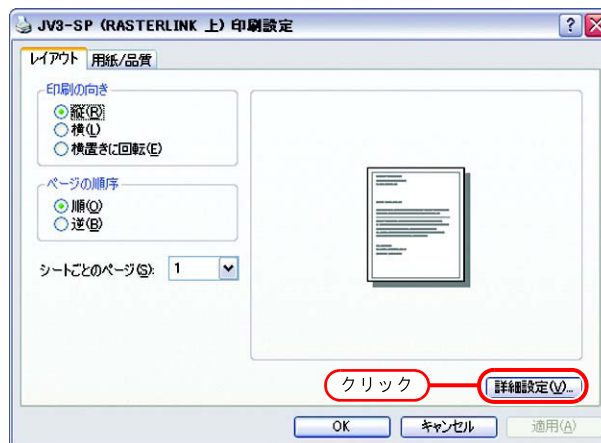 JV3-SP (RASTERLINK 上) 印刷設定
レイアウト 用紙/品質
印刷の向き
縦(R)
横(L)
横置きに回転(E)
ページの順序
順(O)
逆(B)
シートごとのページ(S): 1
クリック
詳細設定(V)...
OK キャンセル 適用(A)